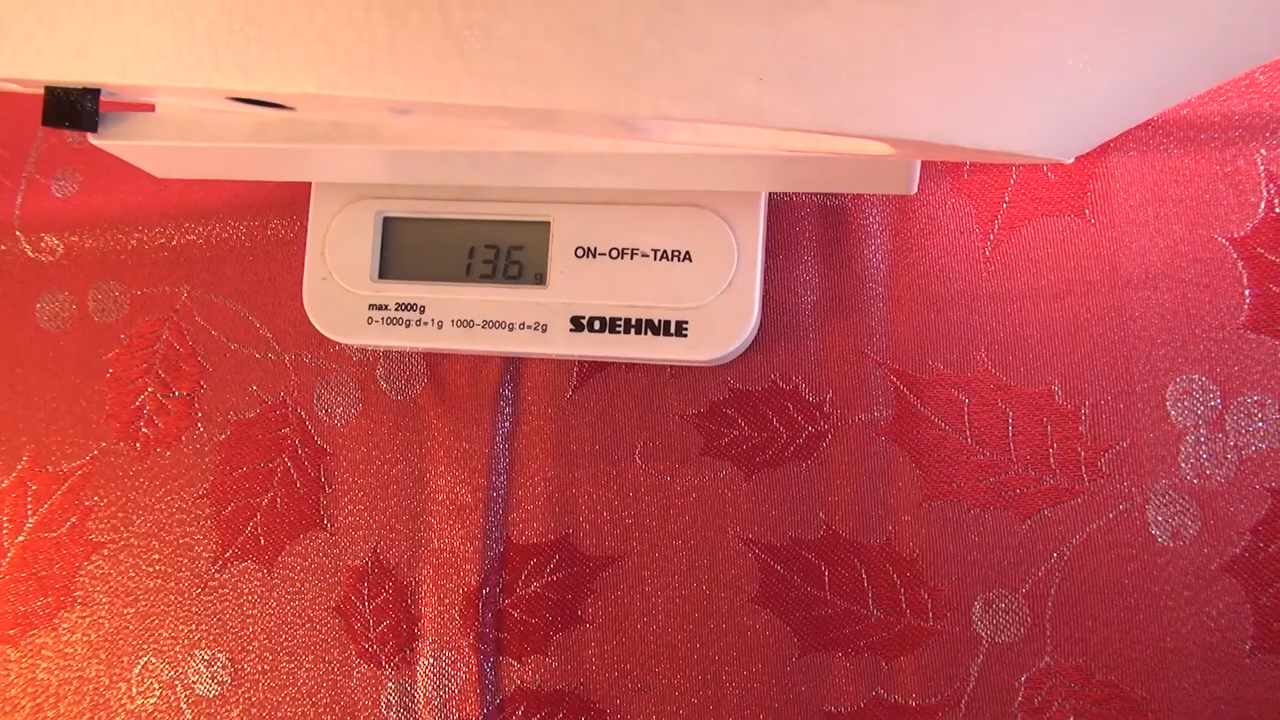 136 g
ON-OFF-TARA
max. 2000g
0-1000g:d=1g 1000-2000g:d=2g
SOEHNLE